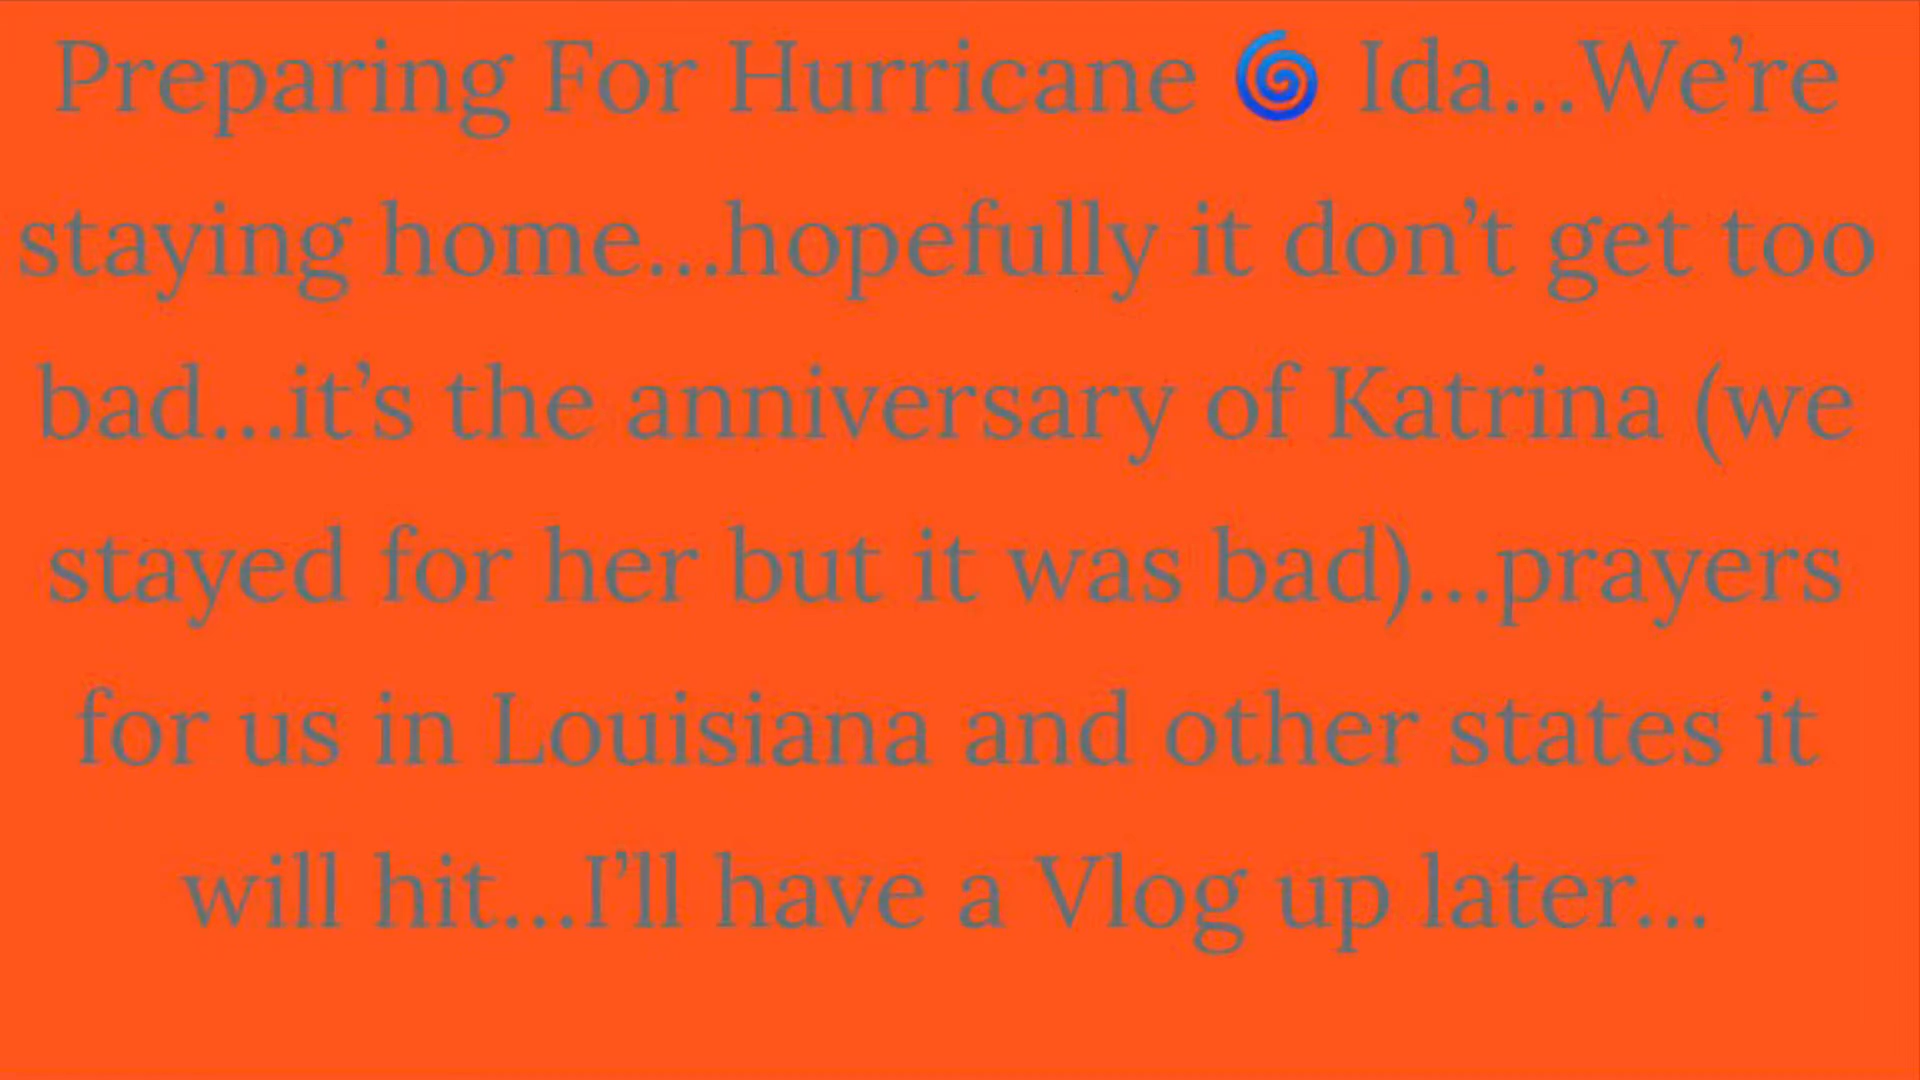 Preparing For Hurricane 🌀 Ida...We’re
staying home...hopefully it don’t get too
bad...it’s the anniversary of Katrina (we
stayed for her but it was bad)...prayers
for us in Louisiana and other states it
will hit...I’ll have a Vlog up later...